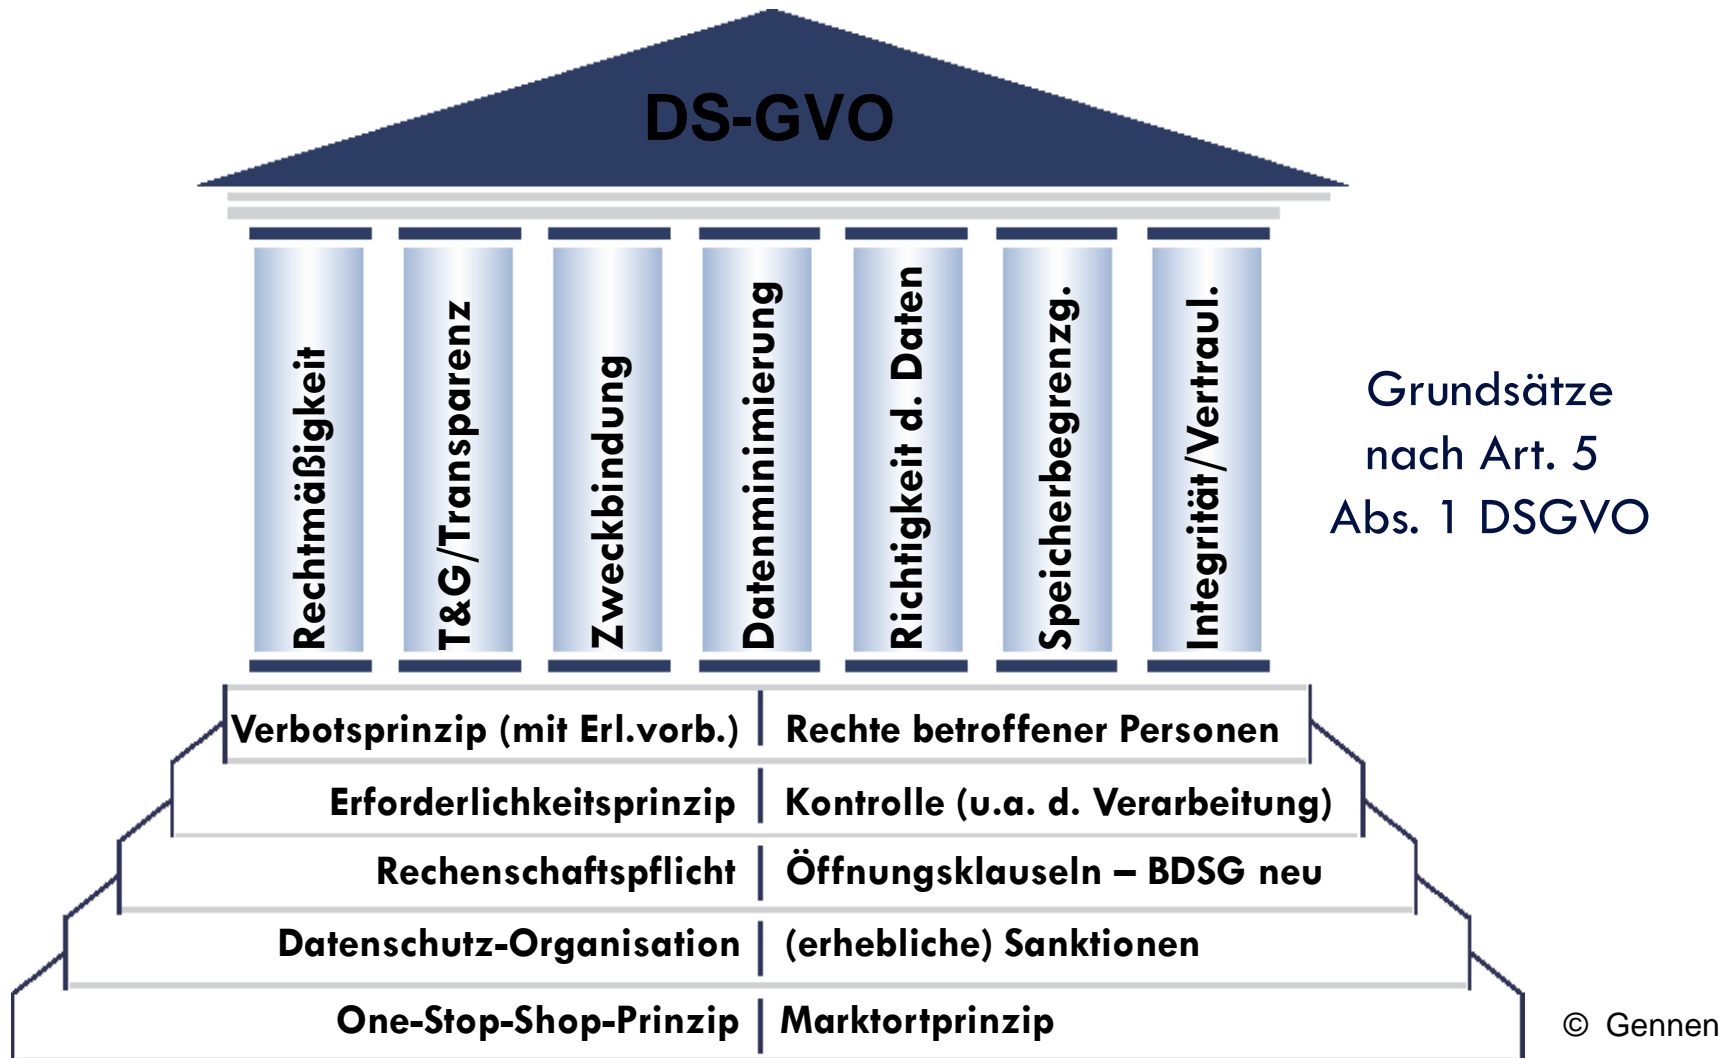 DS-GVO
Rechtmäßigkeit
T&G/Transparenz
Zweckbindung
Datenminimierung
Richtigkeit d. Daten
Speicherbegrenzg.
Integrität/Vertraul.
Grundsätze
nach Art. 5
Abs. 1 DSGVO
Verbotsprinzip (mit Erl.vorb.)
Rechte betroffener Personen
Erforderlichkeitsprinzip
Kontrolle (u.a. d. Verarbeitung)
Rechenschaftspflicht
Öffnungsklauseln – BDSG neu
Datenschutz-Organisation
(erhebliche) Sanktionen
One-Stop-Shop-Prinzip
Marktortprinzip
© Gennen